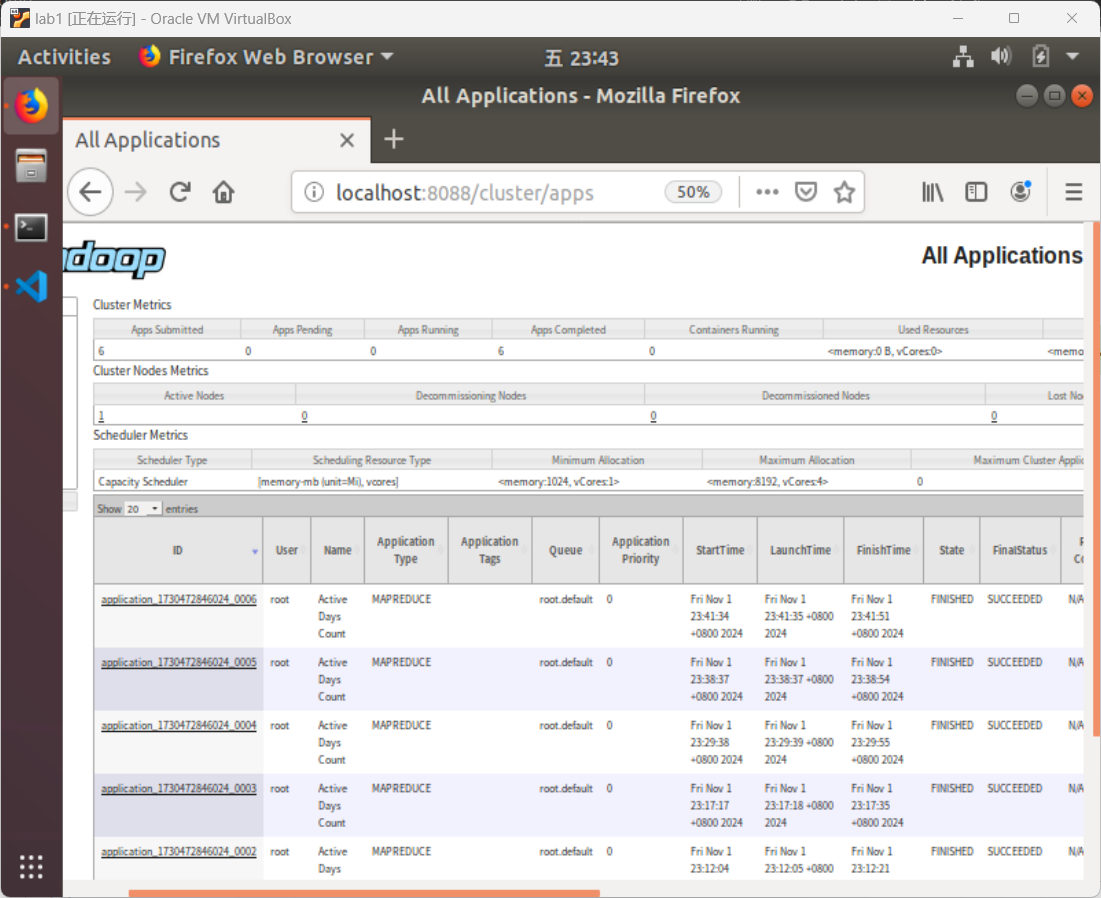 lab1 [正在运行] - Oracle VM VirtualBox
Activities Firefox Web Browser 五 23:43
All Applications - Mozilla Firefox
All Applications
localhost:8088/cluster/apps 50%
doop
All Applications
Cluster Metrics
Apps Submitted Apps Pending Apps Running Apps Completed Containers Running Used Resources
6 0 0 6 0 <memory:0 B, vCores:0> <memo
Cluster Nodes Metrics
Active Nodes Decommissioning Nodes Decommissioned Nodes Lost No
1 0 0 0
Scheduler Metrics
Scheduler Type Scheduling Resource Type Minimum Allocation Maximum Allocation Maximum Cluster Applic
Capacity Scheduler [memory-mb (unit=Mi), vcores] <memory:1024, vCores:1> <memory:8192, vCores:4> 0
Show 20 entries
ID User Name Application Type Application Tags Queue Application Priority StartTime LaunchTime FinishTime State FinalStatus
application_1730472846024_0006 root Active Days Count MAPREDUCE root.default 0 Fri Nov 1 23:41:34 +0800 2024 Fri Nov 1 23:41:35 +0800 2024 Fri Nov 1 23:41:51 +0800 2024 FINISHED SUCCEEDED N/A
application_1730472846024_0005 root Active Days Count MAPREDUCE root.default 0 Fri Nov 1 23:38:37 +0800 2024 Fri Nov 1 23:38:37 +0800 2024 Fri Nov 1 23:38:54 +0800 2024 FINISHED SUCCEEDED N/A
application_1730472846024_0004 root Active Days Count MAPREDUCE root.default 0 Fri Nov 1 23:29:38 +0800 2024 Fri Nov 1 23:29:39 +0800 2024 Fri Nov 1 23:29:55 +0800 2024 FINISHED SUCCEEDED N/A
application_1730472846024_0003 root Active Days Count MAPREDUCE root.default 0 Fri Nov 1 23:17:17 +0800 2024 Fri Nov 1 23:17:18 +0800 2024 Fri Nov 1 23:17:35 +0800 2024 FINISHED SUCCEEDED N/A
application_1730472846024_0002 root Active Days MAPREDUCE root.default 0 Fri Nov 1 23:12:04 Fri Nov 1 23:12:05 +0800 Fri Nov 1 23:12:21 FINISHED SUCCEEDED N/A